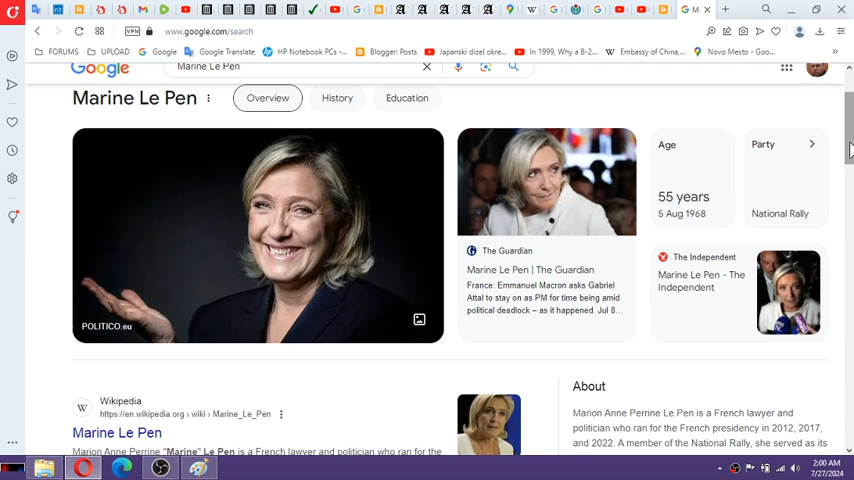 M
FORUMS
UPLOAD
Google
Google Translate
HP Notebook PCs -...
Blogger: Posts
Japanski dizel okre...
In 1999, Why a B-2...
Embassy of China,...
Novo Mesto - Goo...
VPN
www.google.com/search
Google
Marine Le Pen
Marine Le Pen
Overview
History
Education
POLITICO.eu
The Guardian
Marine Le Pen | The Guardian
France: Emmanuel Macron asks Gabriel
Attal to stay on as PM for time being amid
political deadlock – as it happened. Jul 8...
Age
55 years
5 Aug 1968
Party
National Rally
The Independent
Marine Le Pen - The
Independent
W
Wikipedia
https://en.wikipedia.org › wiki › Marine_Le_Pen
Marine Le Pen
Marion Anne Perrine "Marine" Le Pen is a French lawyer and politician who ran for the
About
Marion Anne Perrine Le Pen is a French lawyer and
politician who ran for the French presidency in 2012, 2017,
and 2022. A member of the National Rally, she served as its
2:00 AM
7/27/2024